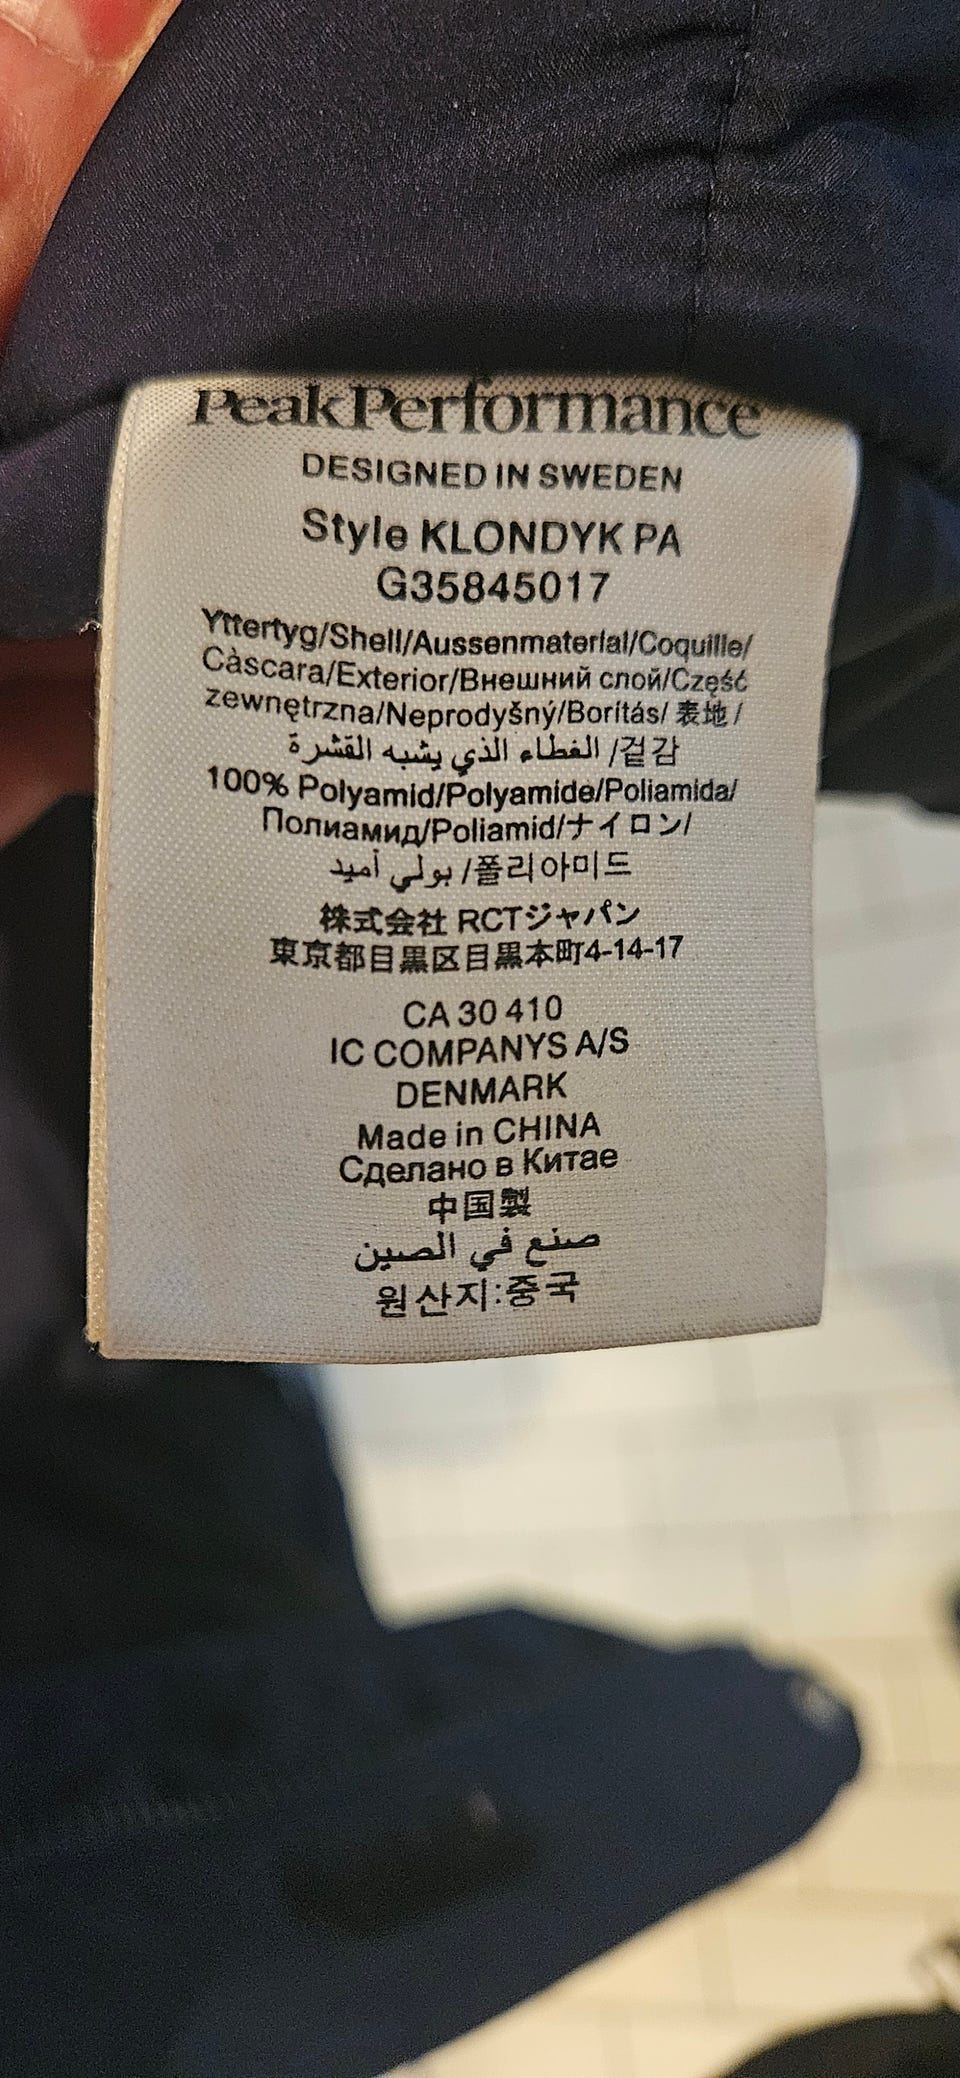 PeakPerformance
DESIGNED IN SWEDEN
Style KLONDYK PA
G35845017
Yttertyg/Shell/Aussenmaterial/Coquille/
Càscara/Exterior/Внешний слой/Część
zewnętrzna/Neprodyšný/Borítás/ 表地 /
الغطاء الذي يشبه القشرة /겉감
100% Polyamid/Polyamide/Poliamida/
Полиамид/Poliamid/ナイロン/
بولي أميد /폴리아미드
株式会社 RCTジャパン
東京都目黒区目黒本町4-14-17
CA 30 410
IC COMPANYS A/S
DENMARK
Made in CHINA
Сделано в Китае
中国製
صنع في الصين
원산지:중국